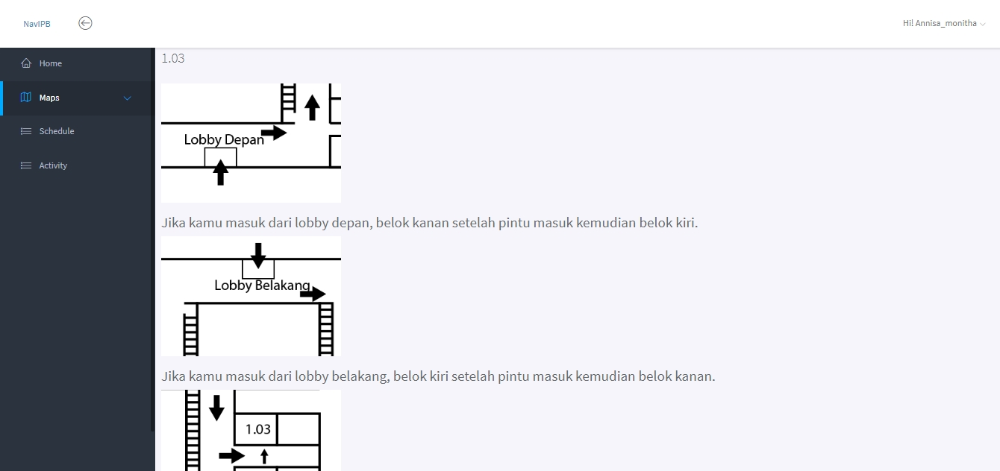 NavIPB
Hi! Annisa_monitha
Home
Maps
Schedule
Activity
1.03
Lobby Depan
Jika kamu masuk dari lobby depan, belok kanan setelah pintu masuk kemudian belok kiri.
Lobby Belakang
Jika kamu masuk dari lobby belakang, belok kiri setelah pintu masuk kemudian belok kanan.
1.03